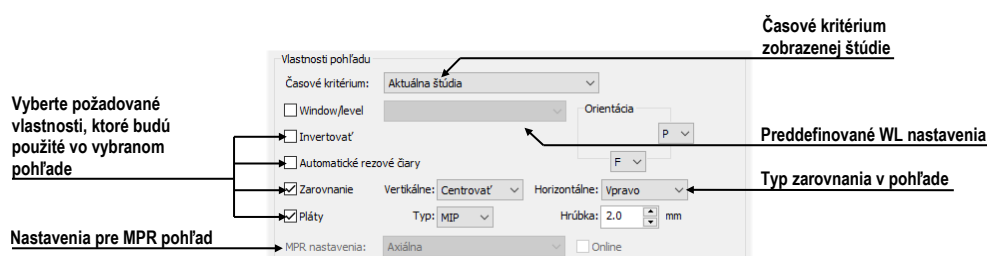 Časové kritérium
zobrazenej štúdie
Vlastnosti pohľadu
Časové kritérium: Aktuálna štúdia
Vyberte požadované
vlastnosti, ktoré budú
použité vo vybranom
pohľade
Window/level
Orientácia
Invertovať
P
Preddefinované WL nastavenia
Automatické rezové čiary
F
Zarovnanie Vertikálne: Centrovať Horizontálne: Vpravo
Typ zarovnania v pohľade
Pláty Typ: MIP Hrúbka: 2.0 mm
Nastavenia pre MPR pohľad
MPR nastavenia: Axiálna Online